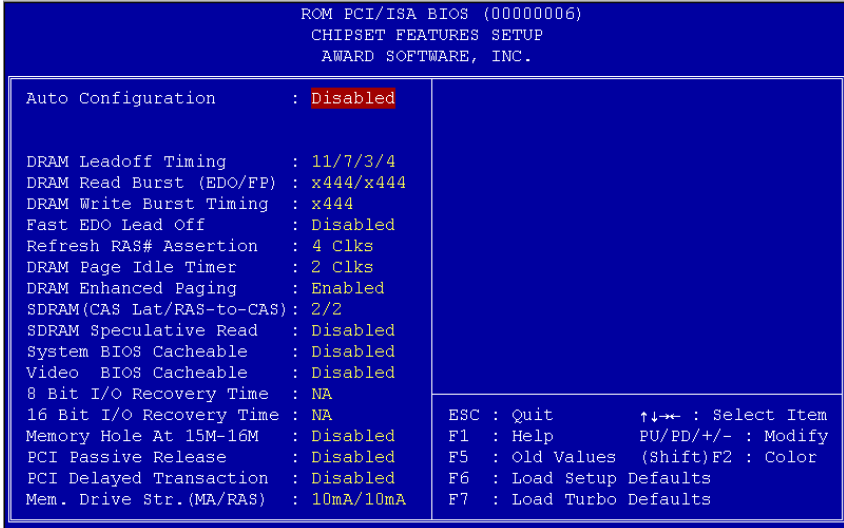 ROM PCI/ISA BIOS (00000006)
CHIPSET FEATURES SETUP
AWARD SOFTWARE, INC.
Auto Configuration : Disabled
DRAM Leadoff Timing : 11/7/3/4
DRAM Read Burst (EDO/FP) : x444/x444
DRAM Write Burst Timing : x444
Fast EDO Lead Off : Disabled
Refresh RAS# Assertion : 4 Clks
DRAM Page Idle Timer : 2 Clks
DRAM Enhanced Paging : Enabled
SDRAM(CAS Lat/RAS-to-CAS): 2/2
SDRAM Speculative Read : Disabled
System BIOS Cacheable : Disabled
Video BIOS Cacheable : Disabled
8 Bit I/O Recovery Time : NA
16 Bit I/O Recovery Time : NA
Memory Hole At 15M-16M : Disabled
PCI Passive Release : Disabled
PCI Delayed Transaction : Disabled
Mem. Drive Str.(MA/RAS) : 10mA/10mA
ESC : Quit ↑↓→← : Select Item
F1 : Help PU/PD/+/- : Modify
F5 : Old Values (Shift)F2 : Color
F6 : Load Setup Defaults
F7 : Load Turbo Defaults